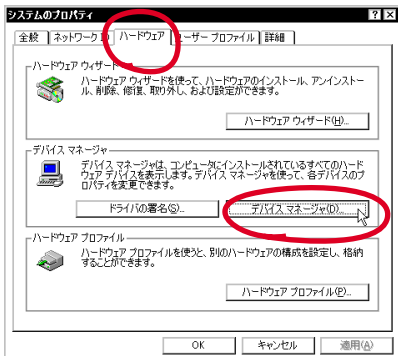 システムのプロパティ
全般 ネットワーク ID ハードウェア ユーザー プロファイル 詳細
ハードウェア ウィザード
ハードウェア ウィザードを使って、ハードウェアのインストール、アンインストー
ル、削除、修復、取り外し、および設定ができます。
ハードウェア ウィザード(H)...
デバイス マネージャ
デバイス マネージャは、コンピュータにインストールされているすべてのハード
ウェア デバイスを表示します。デバイス マネージャを使って、各デバイスのプ
ロパティを変更できます。
ドライバの署名(S)... デバイス マネージャ(D)...
ハードウェア プロファイル
ハードウェア プロファイルを使うと、別のハードウェアの構成を設定し、格納
することができます。
ハードウェア プロファイル(P)...
OK キャンセル 適用(A)